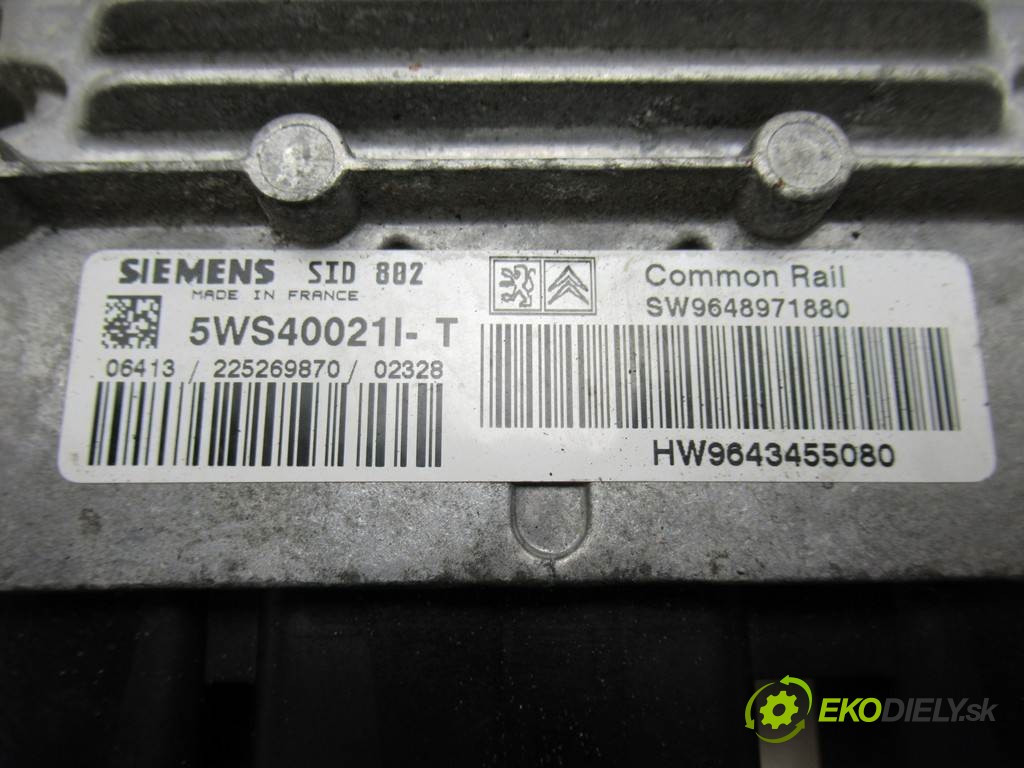 SIEMENS SID 802
MADE IN FRANCE
5WS40021I- T
06413 / 225269870 / 02328
Common Rail
SW9648971880
HW9643455080
EKODIELY.sk